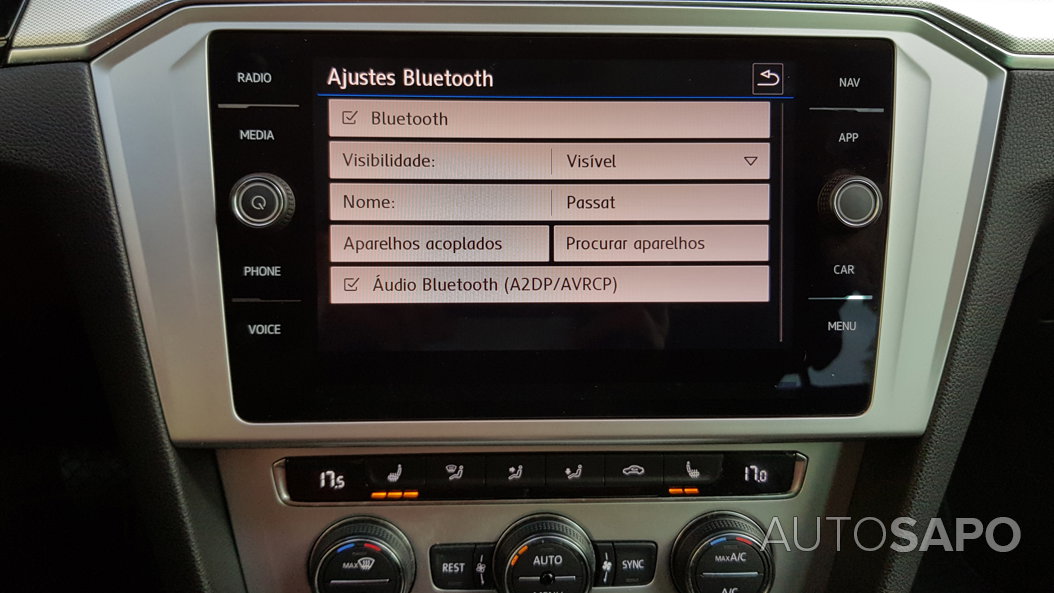 RADIO
MEDIA
PHONE
VOICE
Ajustes Bluetooth
Bluetooth
Visibilidade: Visível
Nome: Passat
Aparelhos acoplados Procurar aparelhos
Áudio Bluetooth (A2DP/AVRCP)
NAV
APP
CAR
MENU
17.5 17.0
MAX REST AUTO SYNC MAX A/C
MENU A/C
AUTOSAPO